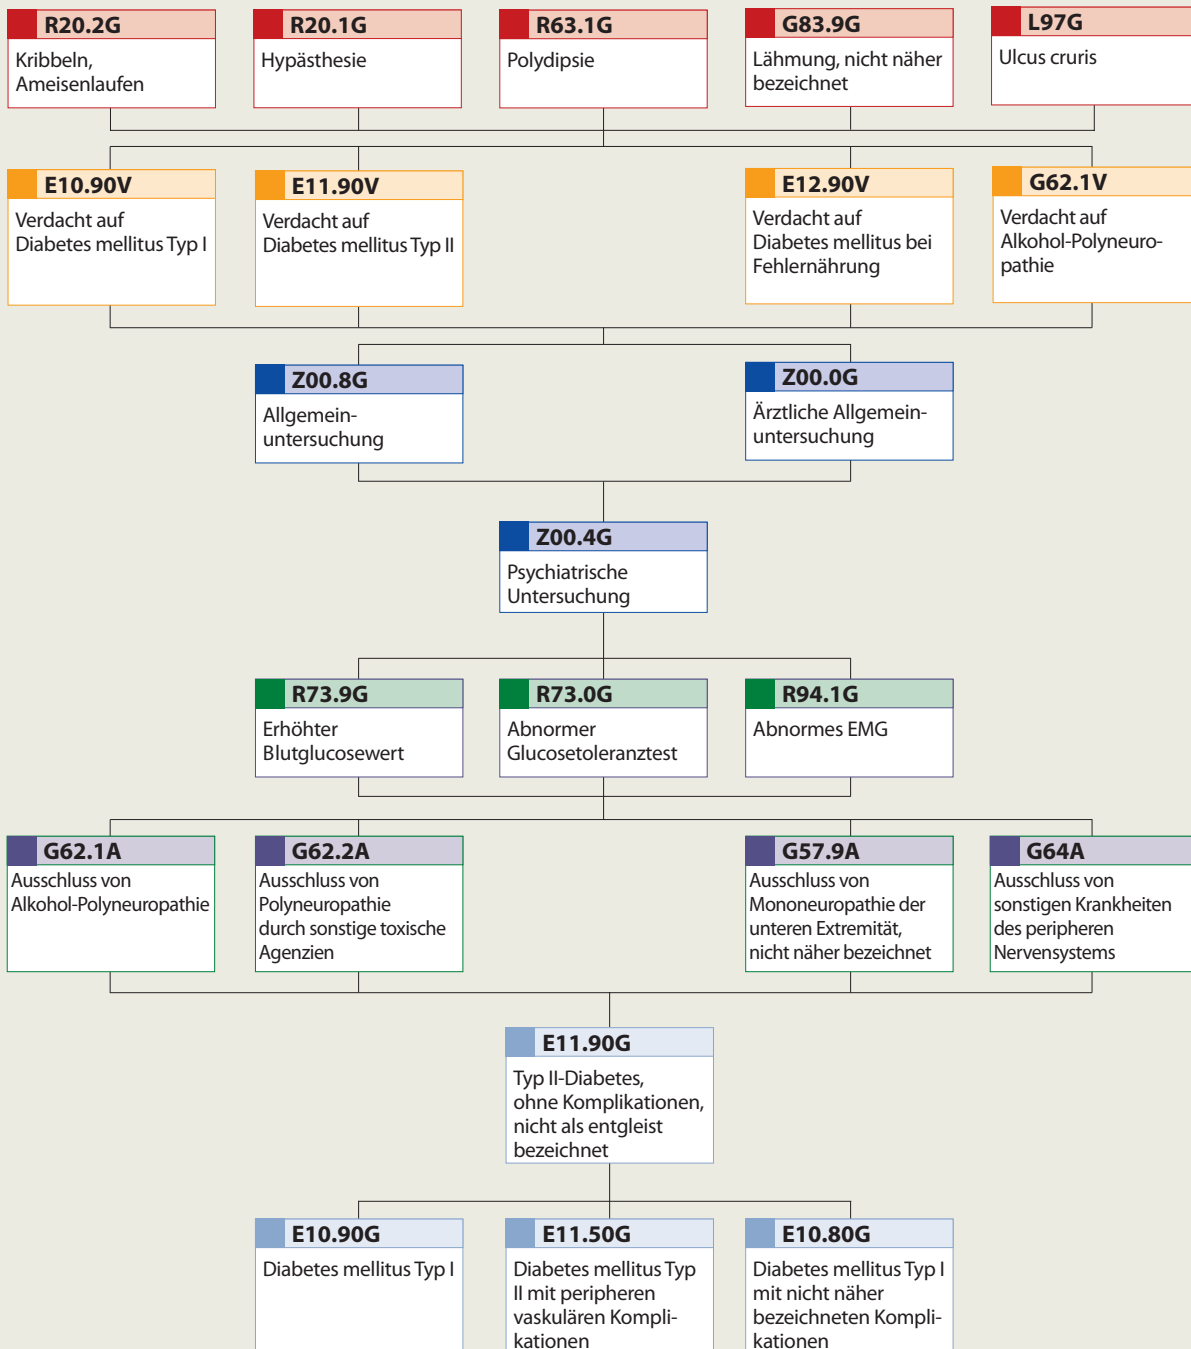 R20.2G
Kribbeln,
Ameisenlaufen
R20.1G
Hypästhesie
R63.1G
Polydipsie
G83.9G
Lähmung, nicht näher
bezeichnet
L97G
Ulcus cruris
E10.90V
Verdacht auf
Diabetes mellitus Typ I
E11.90V
Verdacht auf
Diabetes mellitus Typ II
E12.90V
Verdacht auf
Diabetes mellitus bei
Fehlernährung
G62.1V
Verdacht auf
Alkohol-Polyneuro-
pathie
Z00.8G
Allgemein-
untersuchung
Z00.0G
Ärztliche Allgemein-
untersuchung
Z00.4G
Psychiatrische
Untersuchung
R73.9G
Erhöhter
Blutglucosewert
R73.0G
Abnormer
Glucosetoleranztest
R94.1G
Abnormes EMG
G62.1A
Ausschluss von
Alkohol-Polyneuropathie
G62.2A
Ausschluss von
Polyneuropathie
durch sonstige toxische
Agenzien
G57.9A
Ausschluss von
Mononeuropathie der
unteren Extremität,
nicht näher bezeichnet
G64A
Ausschluss von
sonstigen Krankheiten
des peripheren
Nervensystems
E11.90G
Typ II-Diabetes,
ohne Komplikationen,
nicht als entgleist
bezeichnet
E10.90G
Diabetes mellitus Typ I
E11.50G
Diabetes mellitus Typ
II mit peripheren
vaskulären Kompli-
kationen
E10.80G
Diabetes mellitus Typ I
mit nicht näher
bezeichneten Kompli-
kationen